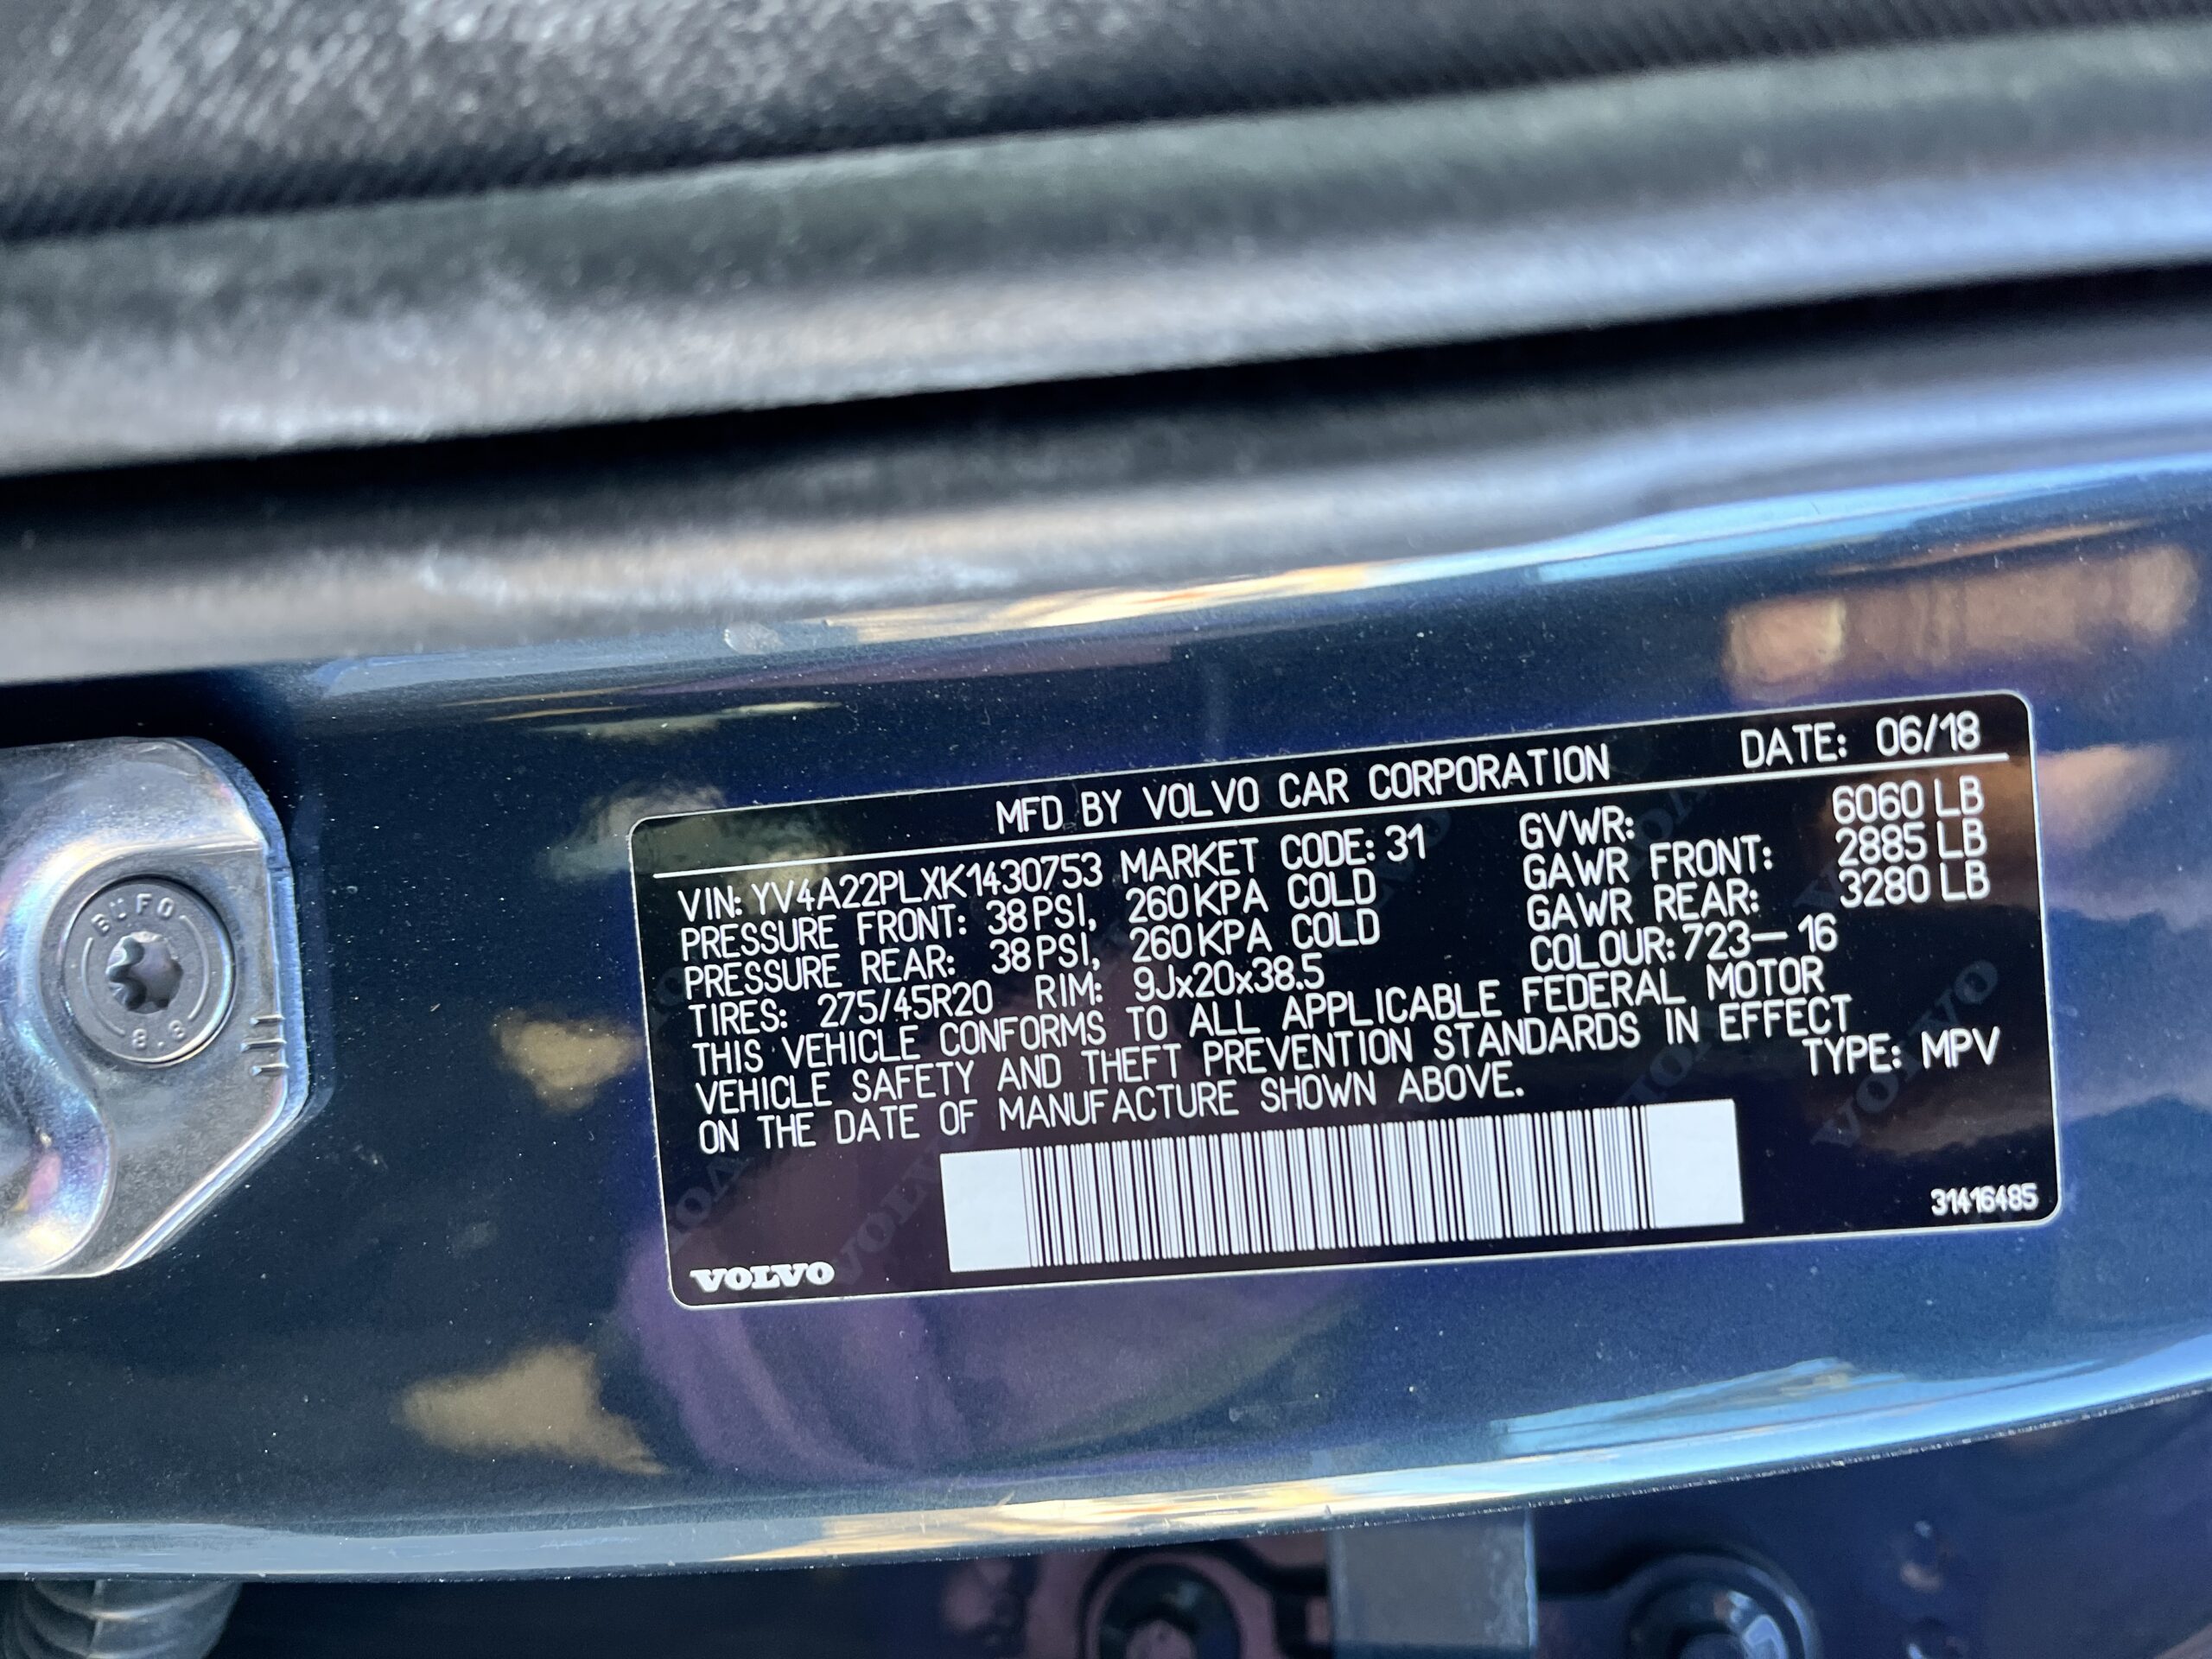 MFD BY VOLVO CAR CORPORATION DATE: 06/18
VIN: YV4A22PLXK1430753 MARKET CODE: 31 GVWR: 6060 LB
PRESSURE FRONT: 38 PSI, 260 KPA COLD GAWR FRONT: 2885 LB
PRESSURE REAR: 38 PSI, 260 KPA COLD GAWR REAR: 3280 LB
TIRES: 275/45R20 RIM: 9Jx20x38.5 COLOUR: 723-16
THIS VEHICLE CONFORMS TO ALL APPLICABLE FEDERAL MOTOR
VEHICLE SAFETY AND THEFT PREVENTION STANDARDS IN EFFECT
ON THE DATE OF MANUFACTURE SHOWN ABOVE. TYPE: MPV
31416485
VOLVO
BUFO
8.8